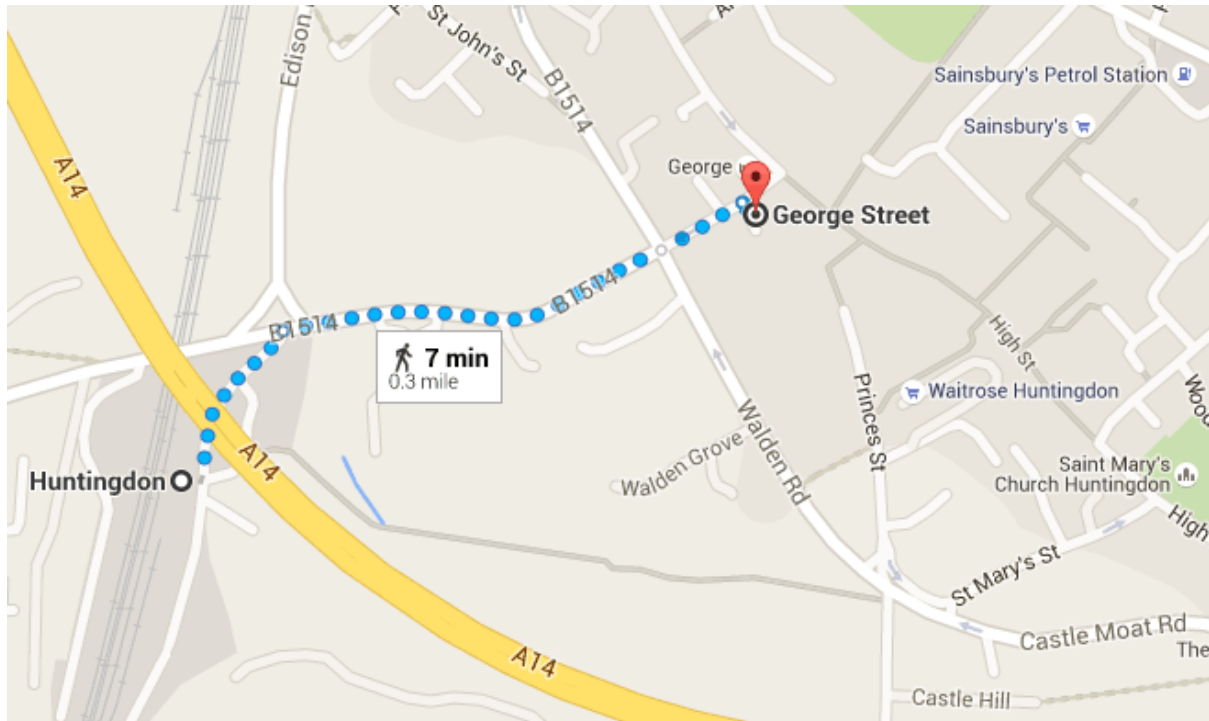 St John's St
Edison
B1514
Sainsbury's Petrol Station
Sainsbury's
A14
George
George Street
B1514
B1514
7 min
0.3 mile
High St
Princes St
Waitrose Huntingdon
Walden Rd
Walden Grove
A14
Huntingdon
Saint Mary's
Church Huntingdon
High
St Mary's St
Castle Moat Rd
The
A14
Castle Hill